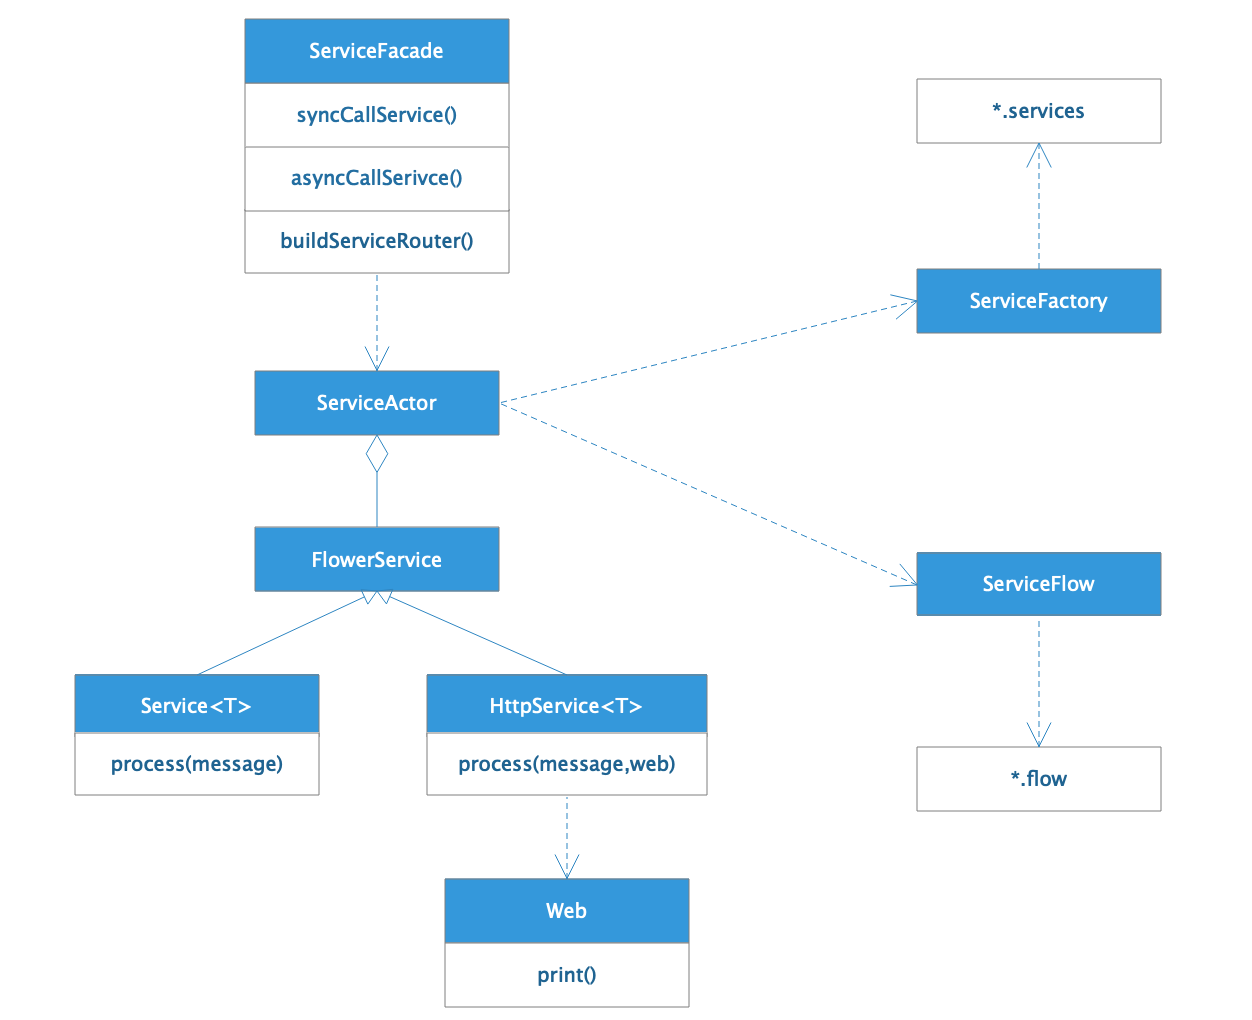 ServiceFacade
syncCallService()
asyncCallSerivce()
buildServiceRouter()
*.services
ServiceFactory
ServiceActor
FlowerService
ServiceFlow
Service<T>
process(message)
HttpService<T>
process(message,web)
*.flow
Web
print()